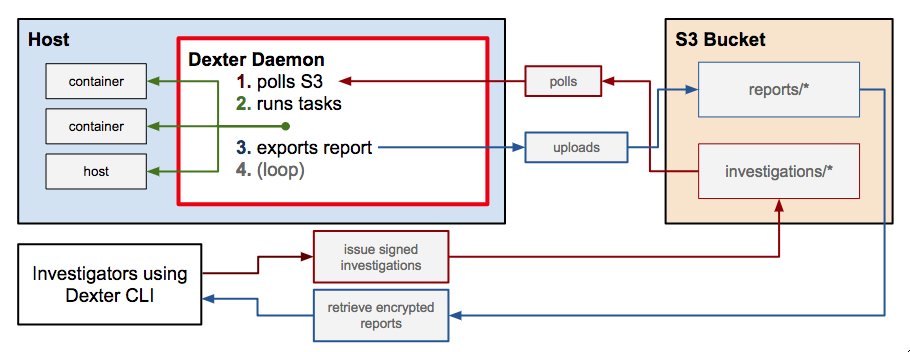 Host
container
container
host
Dexter Daemon
1. polls S3
2. runs tasks
3. exports report
4. (loop)
polls
uploads
S3 Bucket
reports/*
investigations/*
Investigators using
Dexter CLI
issue signed
investigations
retrieve encrypted
reports